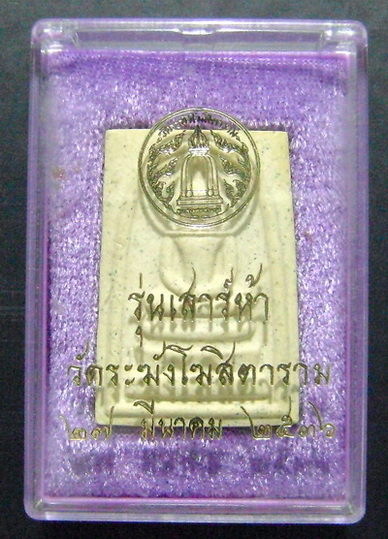 รุ่นเสาร์ห้า
วัดระฆังโฆสิตาราม
๒๗ มีนาคม ๒๕๓๖